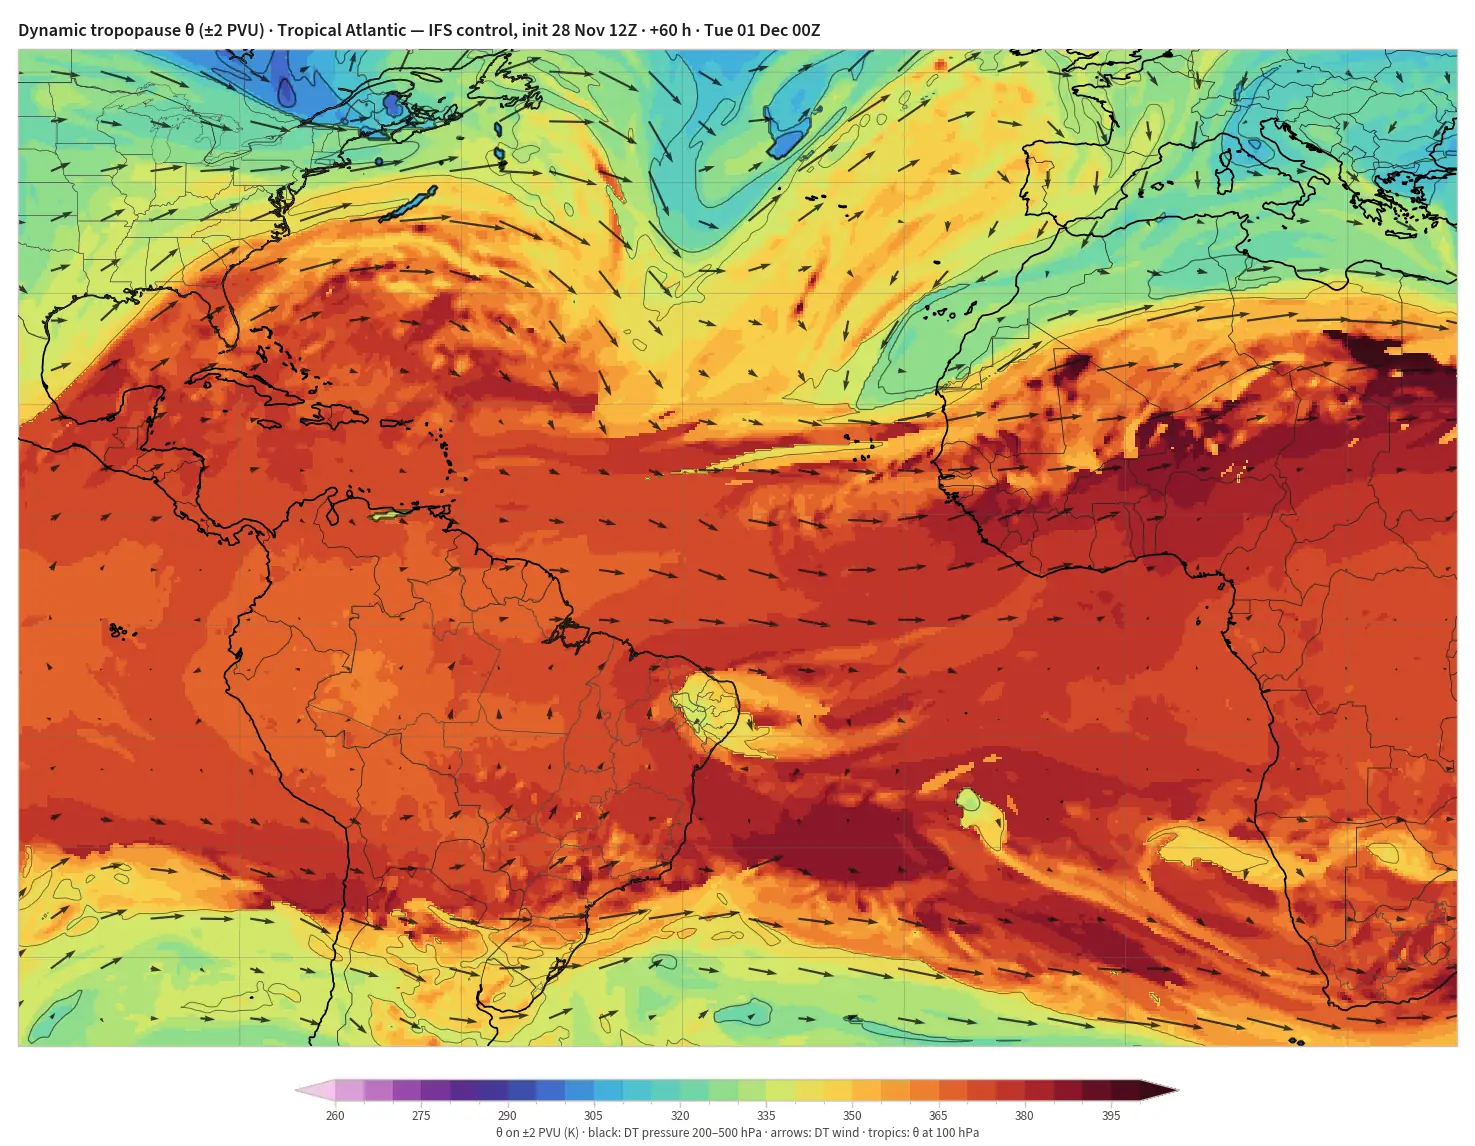 Dynamic tropopause θ (±2 PVU) · Tropical Atlantic — IFS control, init 28 Nov 12Z · +60 h · Tue 01 Dec 00Z
260 275 290 305 320 335 350 365 380 395
θ on ±2 PVU (K) · black: DT pressure 200–500 hPa · arrows: DT wind · tropics: θ at 100 hPa